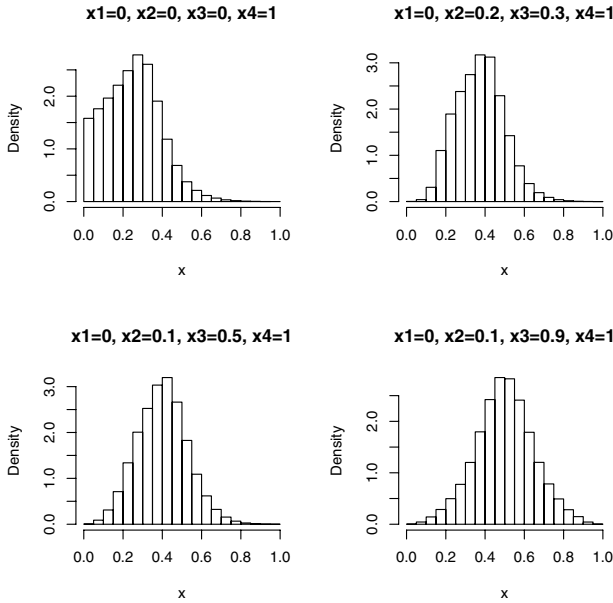 x1=0, x2=0, x3=0, x4=1
Density
0.0 1.0 2.0
0.0 0.2 0.4 0.6 0.8 1.0
x
x1=0, x2=0.2, x3=0.3, x4=1
Density
0.0 1.0 2.0 3.0
0.0 0.2 0.4 0.6 0.8 1.0
x
x1=0, x2=0.1, x3=0.5, x4=1
Density
0.0 1.0 2.0 3.0
0.0 0.2 0.4 0.6 0.8 1.0
x
x1=0, x2=0.1, x3=0.9, x4=1
Density
0.0 1.0 2.0
0.0 0.2 0.4 0.6 0.8 1.0
x